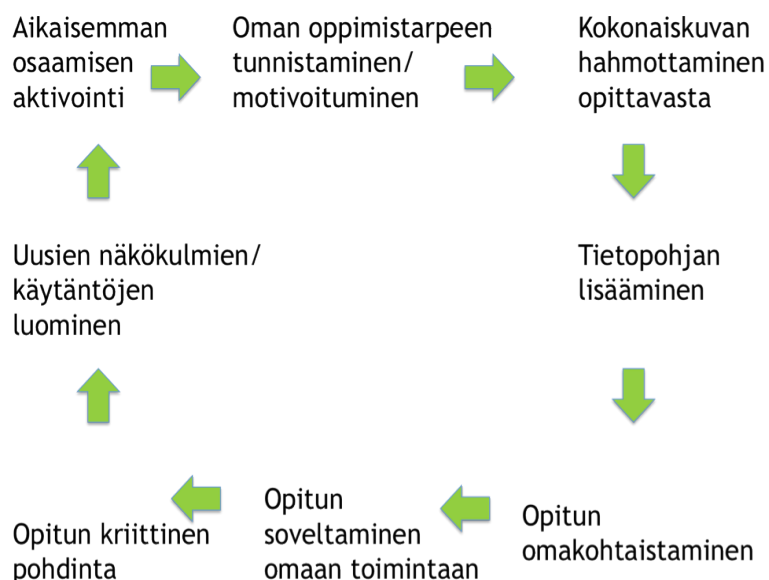 Aikaisemman
osaamisen
aktivointi
Oman oppimistarpeen
tunnistaminen/
motivoituminen
Kokonaiskuvan
hahmottaminen
opittavasta
Tietopohjan
lisääminen
Opitun
omakohtaistaminen
Opitun
soveltaminen
omaan toimintaan
Opitun kriittinen
pohdinta
Uusien näkökulmien/
käytäntöjen
luominen